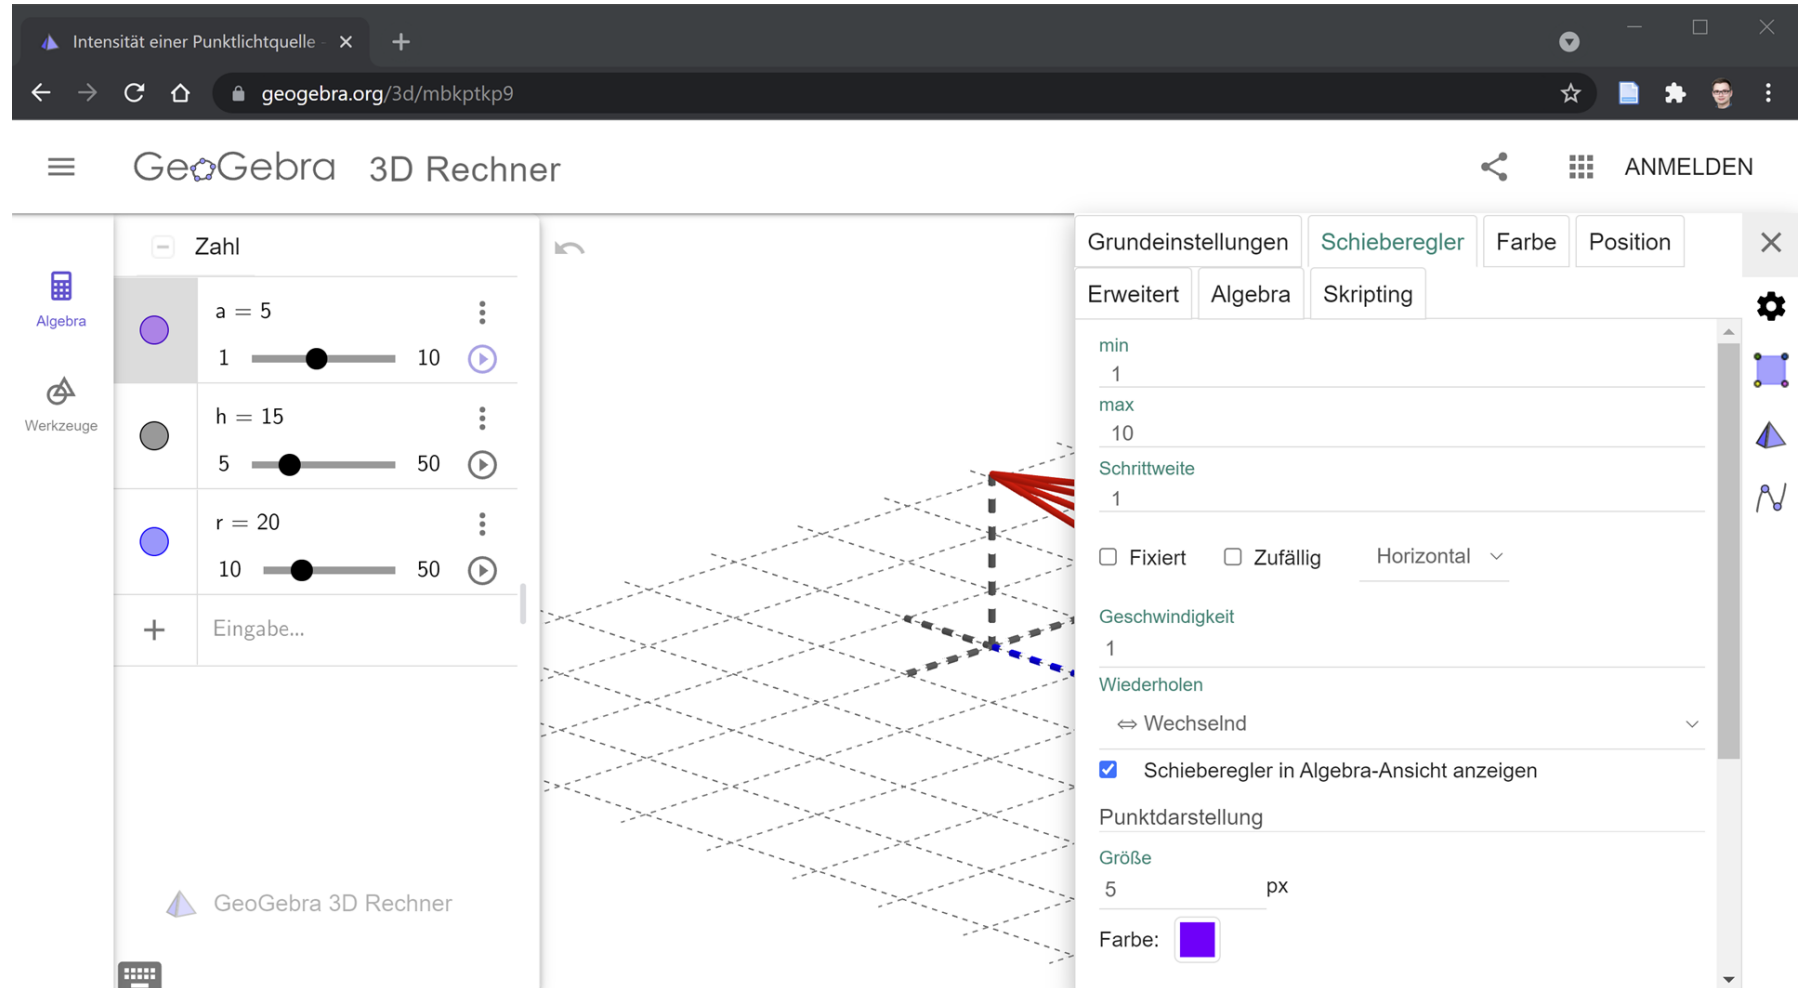 Intensität einer Punktlichtquelle
geogebra.org/3d/mbkptkp9
GeoGebra 3D Rechner
ANMELDEN
Algebra
Werkzeuge
Zahl
a = 5
1 10
h = 15
5 50
r = 20
10 50
Eingabe...
GeoGebra 3D Rechner
Grundeinstellungen Schieberegler Farbe Position
Erweitert Algebra Skripting
min
1
max
10
Schrittweite
1
Fixiert Zufällig Horizontal
Geschwindigkeit
1
Wiederholen
⇔ Wechselnd
Schieberegler in Algebra-Ansicht anzeigen
Punktdarstellung
Größe
5 px
Farbe: